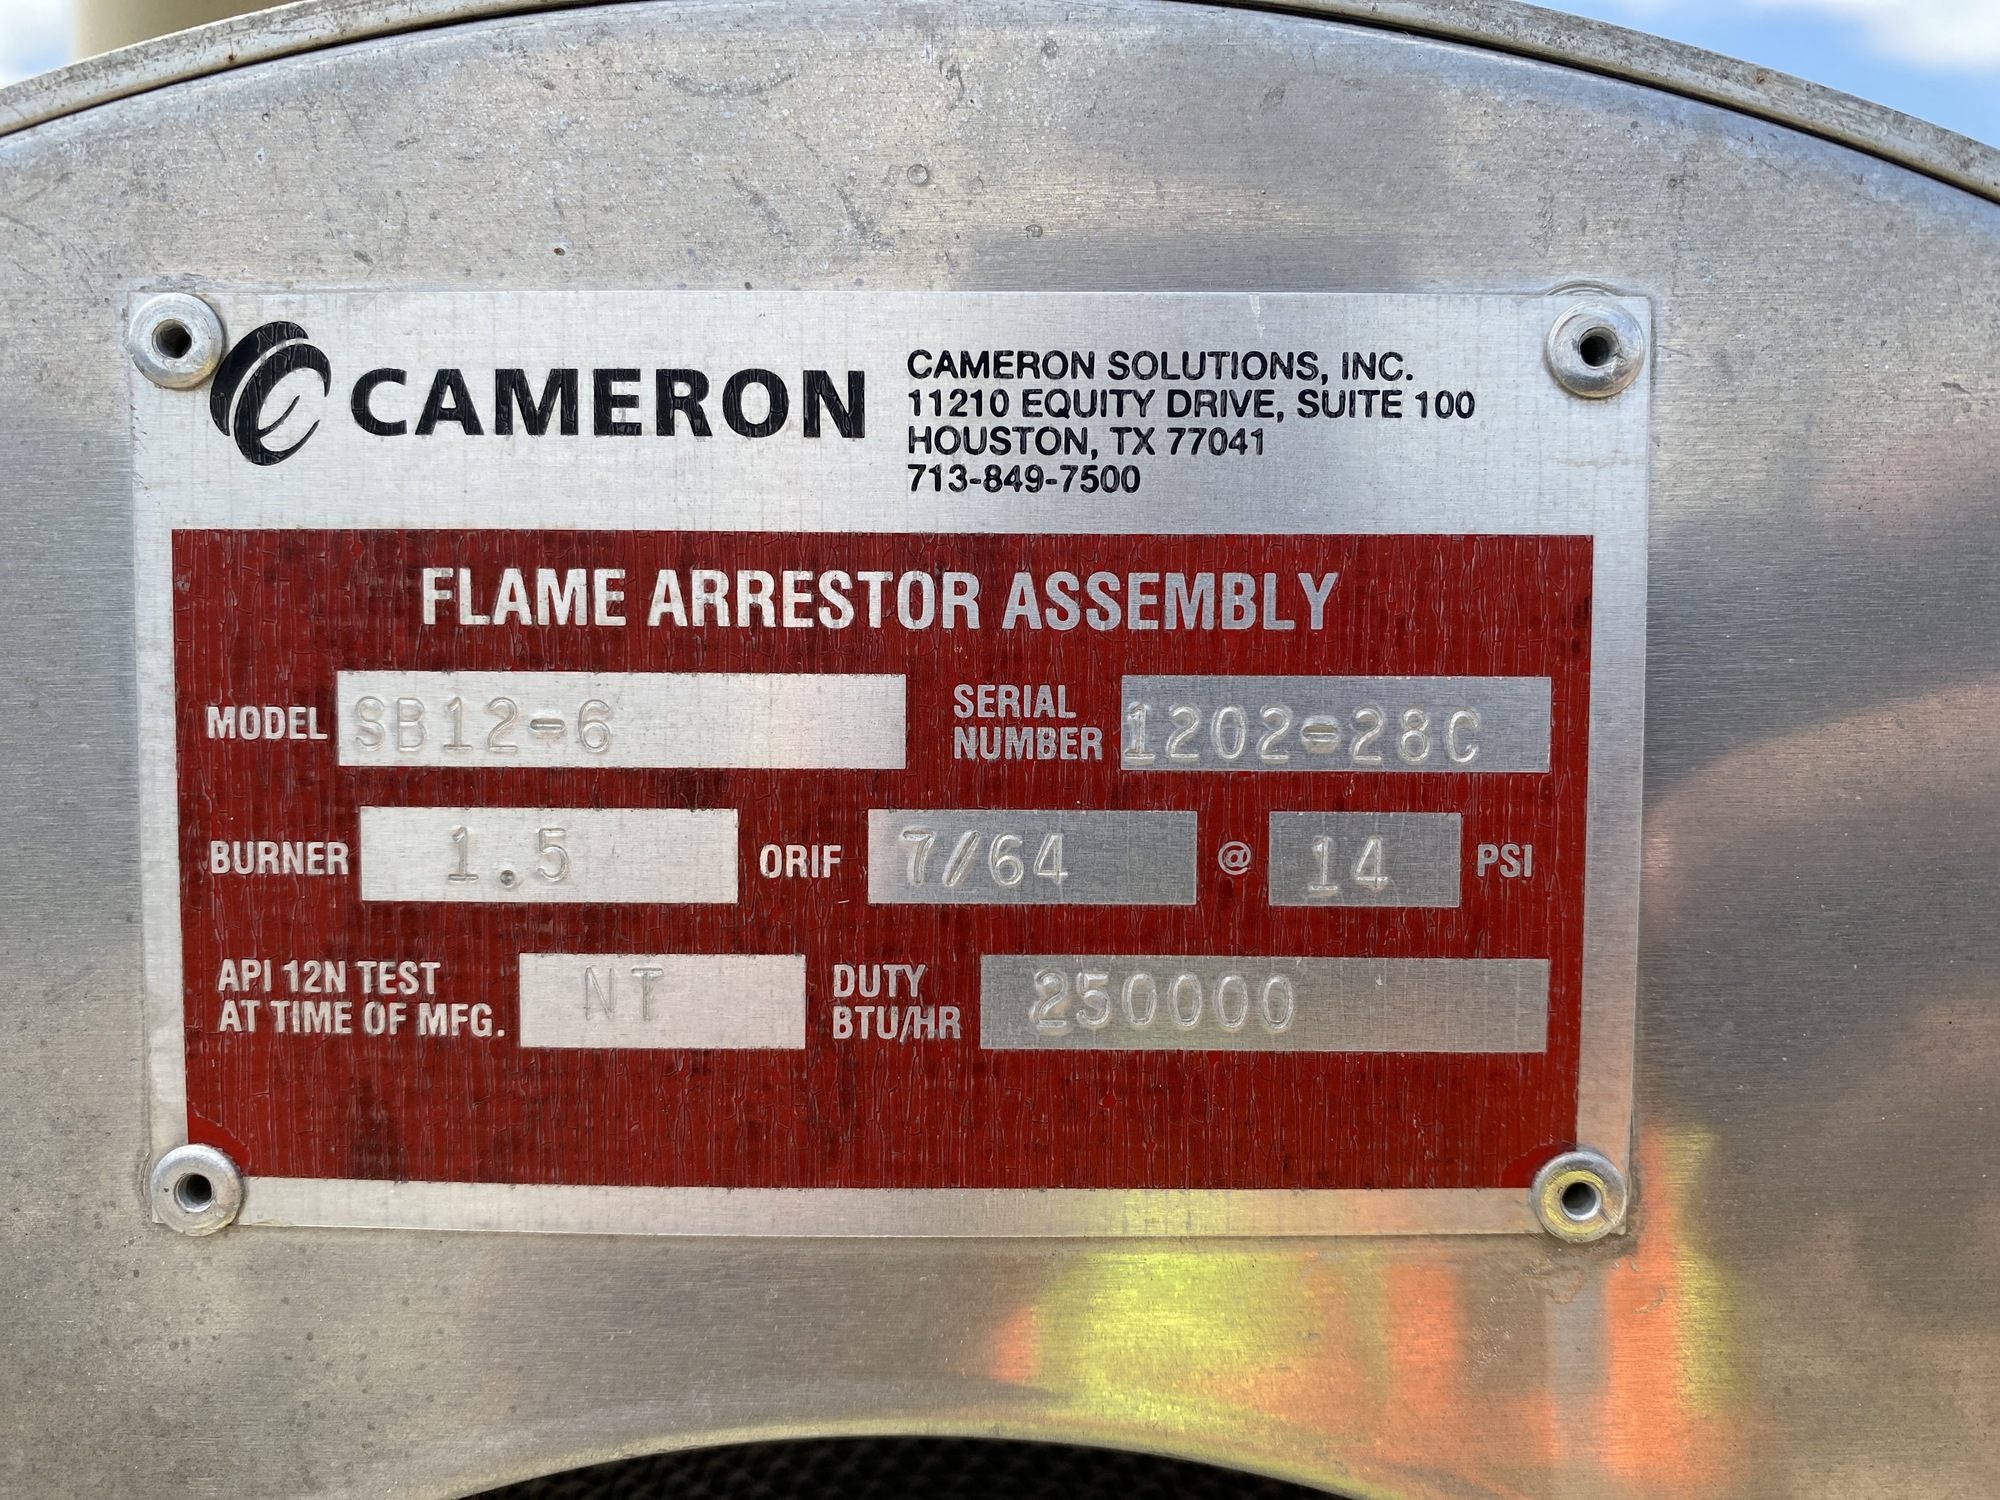 CAMERON
CAMERON SOLUTIONS, INC.
11210 EQUITY DRIVE, SUITE 100
HOUSTON, TX 77041
713-849-7500
FLAME ARRESTOR ASSEMBLY
MODEL SB12-6 SERIAL NUMBER 1202-28C
BURNER 1.5 ORIF 7/64 @ 14 PSI
API 12N TEST AT TIME OF MFG. NT DUTY BTU/HR 250000